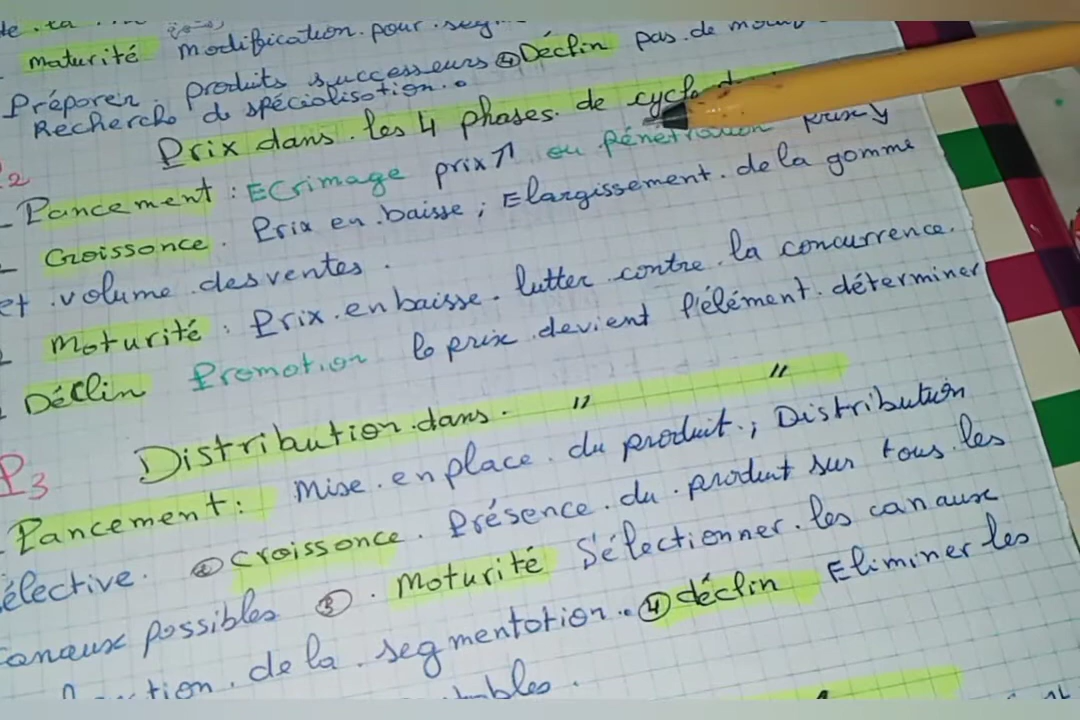 maturité modification pour
Préparer produits successeurs ④ Déclin pas de
Recherche de spécialisation.
Prix dans les 4 phases de cycle
P2
- Lancement : ECrimage prix ↑ ou pénétration prix ↓
- Croissance. Prix en baisse ; Elargissement de la gamme
et volume des ventes.
Maturité : Prix en baisse. lutter contre la concurrence.
Déclin Promotion le prix devient l'élément déterminer
P3 Distribution dans. " "
- Lancement : Mise en place du produit. ; Distribution
élective. ② Croissance. Présence du produit sur tous les
canaux possibles ③. Maturité Sélectionner les canaux
de la segmentation. ④ déclin Eliminer les